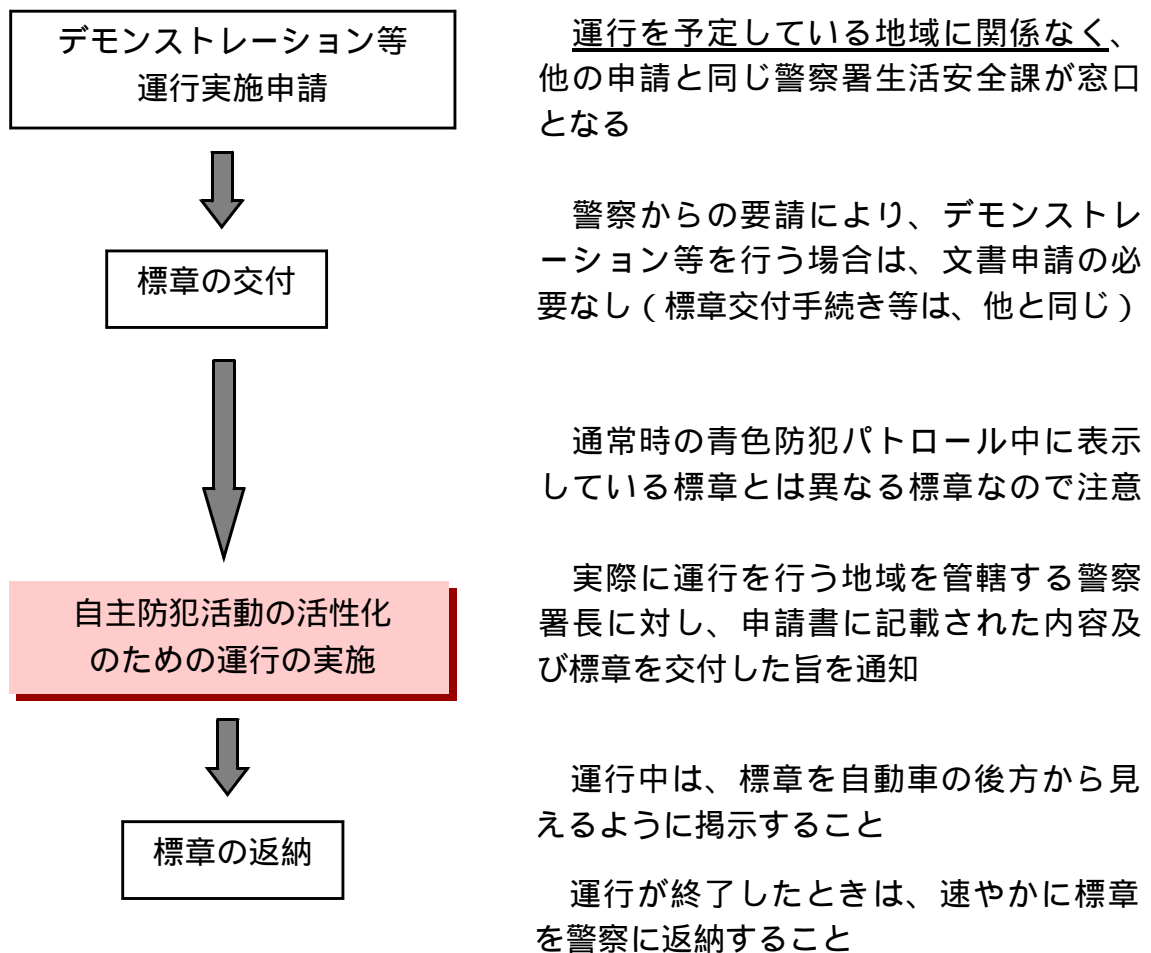 デモンストレーション等
運行実施申請
運行を予定している地域に関係なく、
他の申請と同じ警察署生活安全課が窓口
となる
警察からの要請により、デモンストレ
ーション等を行う場合は、文書申請の必
要なし（標章交付手続き等は、他と同じ）
標章の交付
通常時の青色防犯パトロール中に表示
している標章とは異なる標章なので注意
実際に運行を行う地域を管轄する警察
署長に対し、申請書に記載された内容及
び標章を交付した旨を通知
自主防犯活動の活性化
のための運行の実施
運行中は、標章を自動車の後方から見
えるように掲示すること
標章の返納
運行が終了したときは、速やかに標章
を警察に返納すること